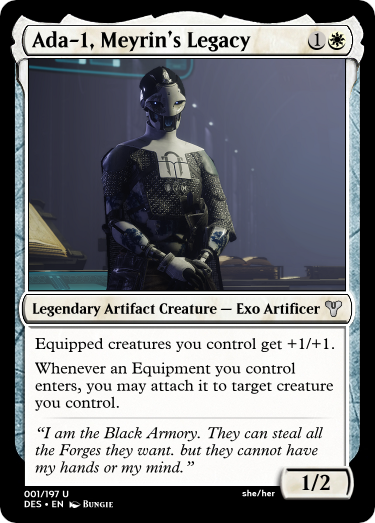 Ada-1, Meyrin's Legacy 1
Legendary Artifact Creature — Exo Artificer
Equipped creatures you control get +1/+1.
Whenever an Equipment you control
enters, you may attach it to target creature
you control.
"I am the Black Armory. They can steal all
the Forges they want. but they cannot have
my hands or my mind."
1/2
001/197 U she/her
DES • EN Bungie